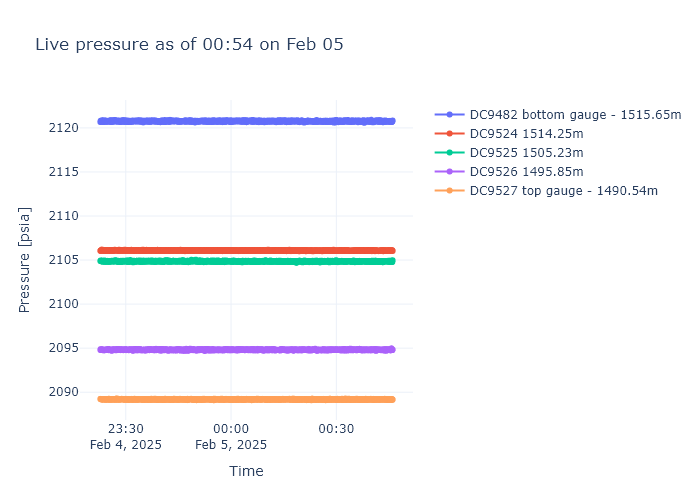 Live pressure as of 00:54 on Feb 05
DC9482 bottom gauge - 1515.65m
DC9524 1514.25m
DC9525 1505.23m
DC9526 1495.85m
DC9527 top gauge - 1490.54m
Pressure [psia]
2120
2115
2110
2105
2100
2095
2090
23:30
Feb 4, 2025
00:00
Feb 5, 2025
00:30
Time